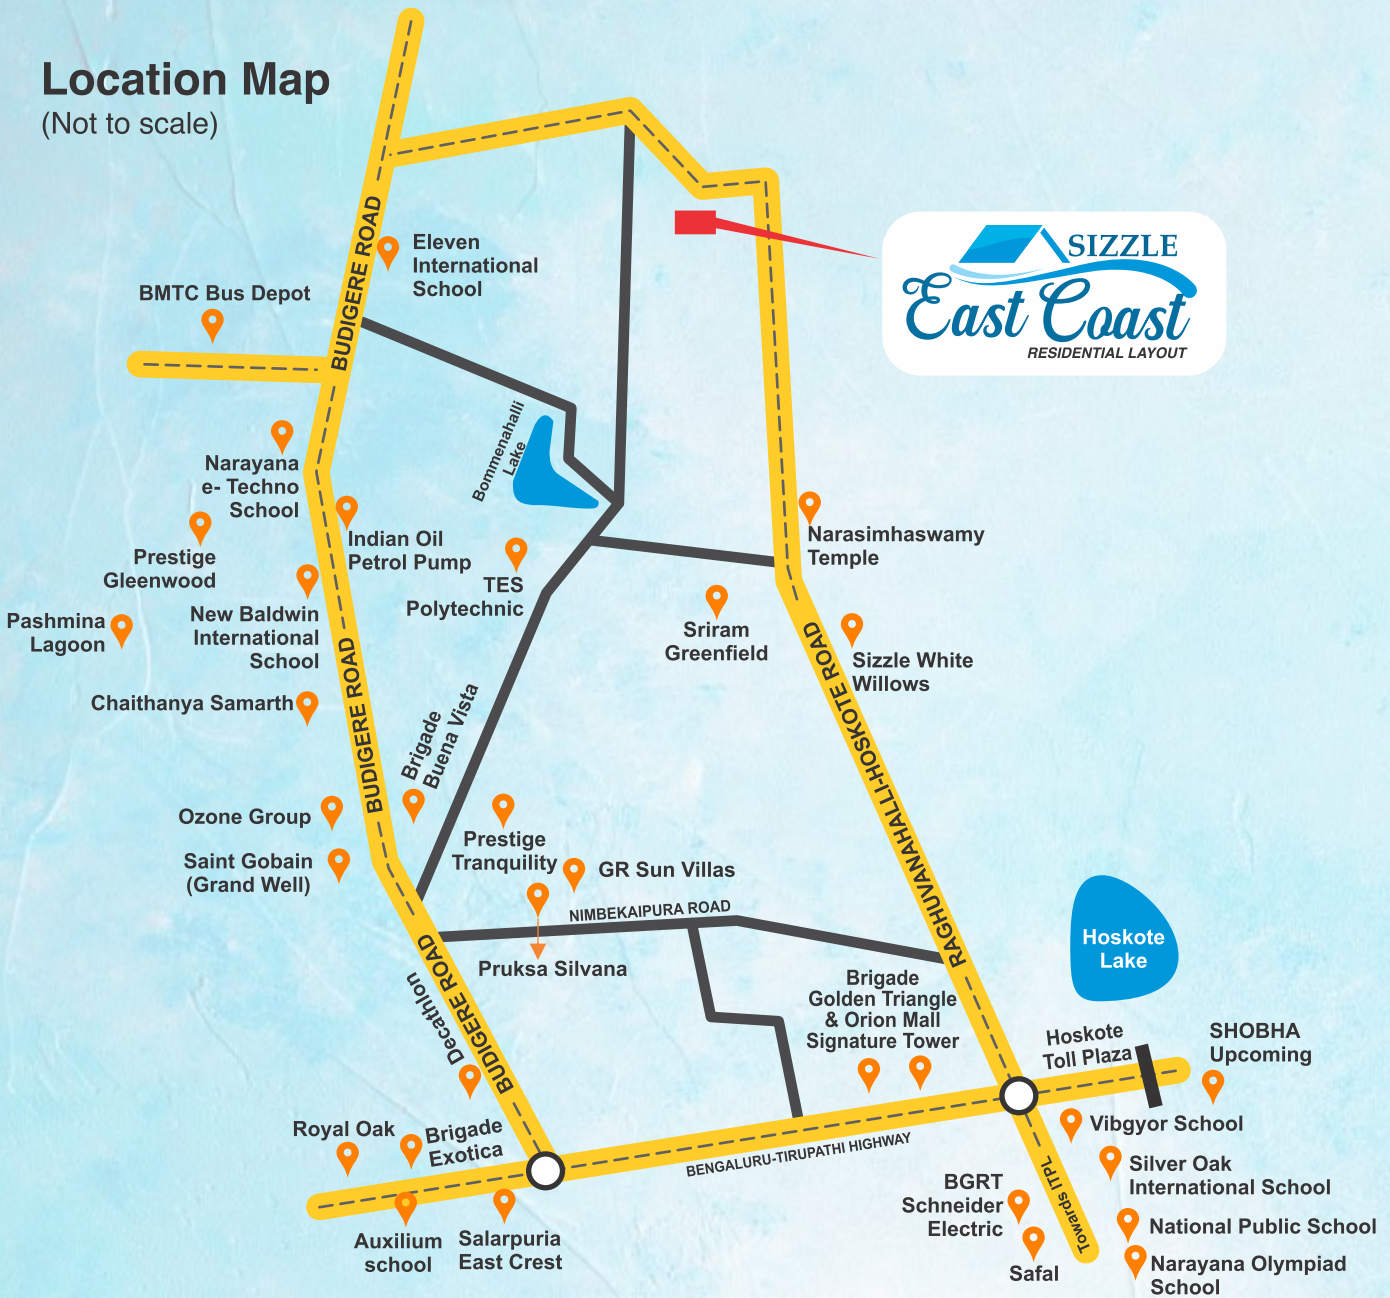 Location Map
(Not to scale)
BUDIGERE ROAD
Eleven
International
School
BMTC Bus Depot
SIZZLE
East Coast
RESIDENTIAL LAYOUT
Bommenahalli
Lake
Narayana
e- Techno
School
Prestige
Gleenwood
Indian Oil
Petrol Pump
TES
Polytechnic
Narasimhaswamy
Temple
Pashmina
Lagoon
New Baldwin
International
School
Sriram
Greenfield
Sizzle White
Willows
Chaithanya Samarth
BUDIGERE ROAD
Brigade
Buena Vista
RAGHUVANAHALLI-HOSKOTE ROAD
Ozone Group
Saint Gobain
(Grand Well)
Prestige
Tranquility
GR Sun Villas
NIMBEKAIPURA ROAD
Pruksa Silvana
BUDIGERE ROAD
Decathlon
Brigade
Golden Triangle
& Orion Mall
Signature Tower
Hoskote
Lake
Hoskote
Toll Plaza
SHOBHA
Upcoming
Royal Oak
Brigade
Exotica
BENGALURU-TIRUPATHI HIGHWAY
Vibgyor School
Silver Oak
International School
Towards ITPL
BGRT
Schneider
Electric
National Public School
Auxilium
school
Salarpuria
East Crest
Safal
Narayana Olympiad
School